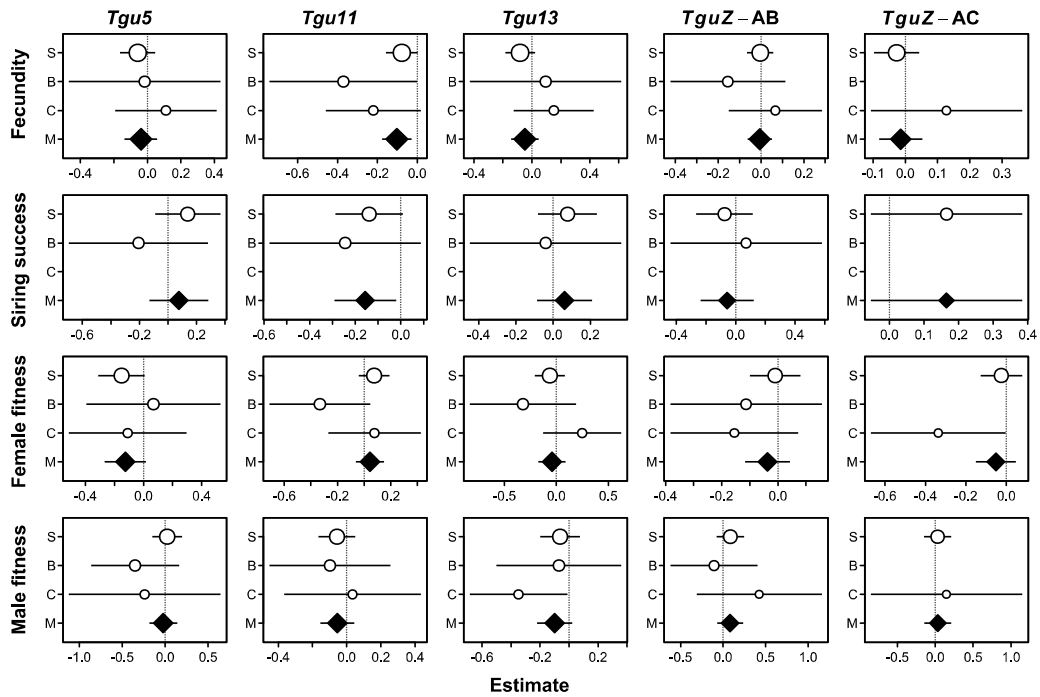 Tgu5 Tgu11 Tgu13 TguZ – AB TguZ – AC
Fecundity
S S S S S
B B B B B
C C C C C
M M M M M
-0.4 0.0 0.2 0.4 -0.6 -0.4 -0.2 0.0 -0.4 0.0 0.4 -0.4 -0.2 0.0 0.2 -0.1 0.0 0.1 0.2 0.3
Siring success
S S S S S
B B B B B
C C C C C
M M M M M
-0.6 -0.2 0.2 -0.6 -0.4 -0.2 0.0 -0.4 -0.2 0.0 0.2 -0.4 0.0 0.2 0.4 0.0 0.1 0.2 0.3 0.4
Female fitness
S S S S S
B B B B B
C C C C C
M M M M M
-0.4 0.0 0.2 0.4 -0.6 -0.2 0.2 -0.5 0.0 0.5 -0.4 -0.2 0.0 -0.6 -0.4 -0.2 0.0
Male fitness
S S S S S
B B B B B
C C C C C
M M M M M
-1.0 -0.5 0.0 0.5 -0.4 -0.2 0.0 0.2 0.4 -0.6 -0.2 0.2 -0.5 0.0 0.5 1.0 -0.5 0.0 0.5 1.0
Estimate